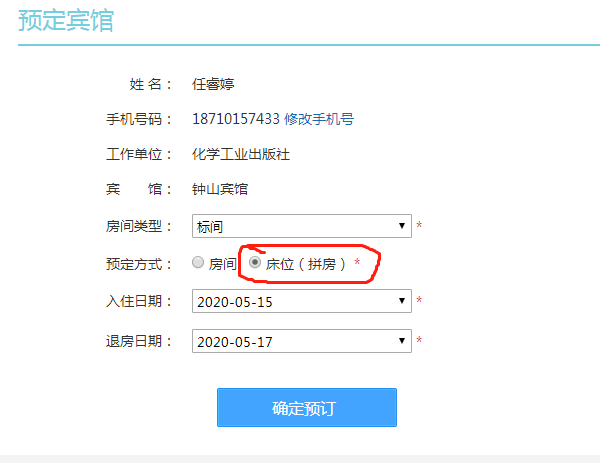 预定宾馆
姓 名： 任睿婷
手机号码： 18710157433 修改手机号
工作单位： 化学工业出版社
宾 馆： 钟山宾馆
房间类型： 标间 *
预定方式： 房间 床位（拼房） *
入住日期： 2020-05-15 *
退房日期： 2020-05-17 *
确定预订